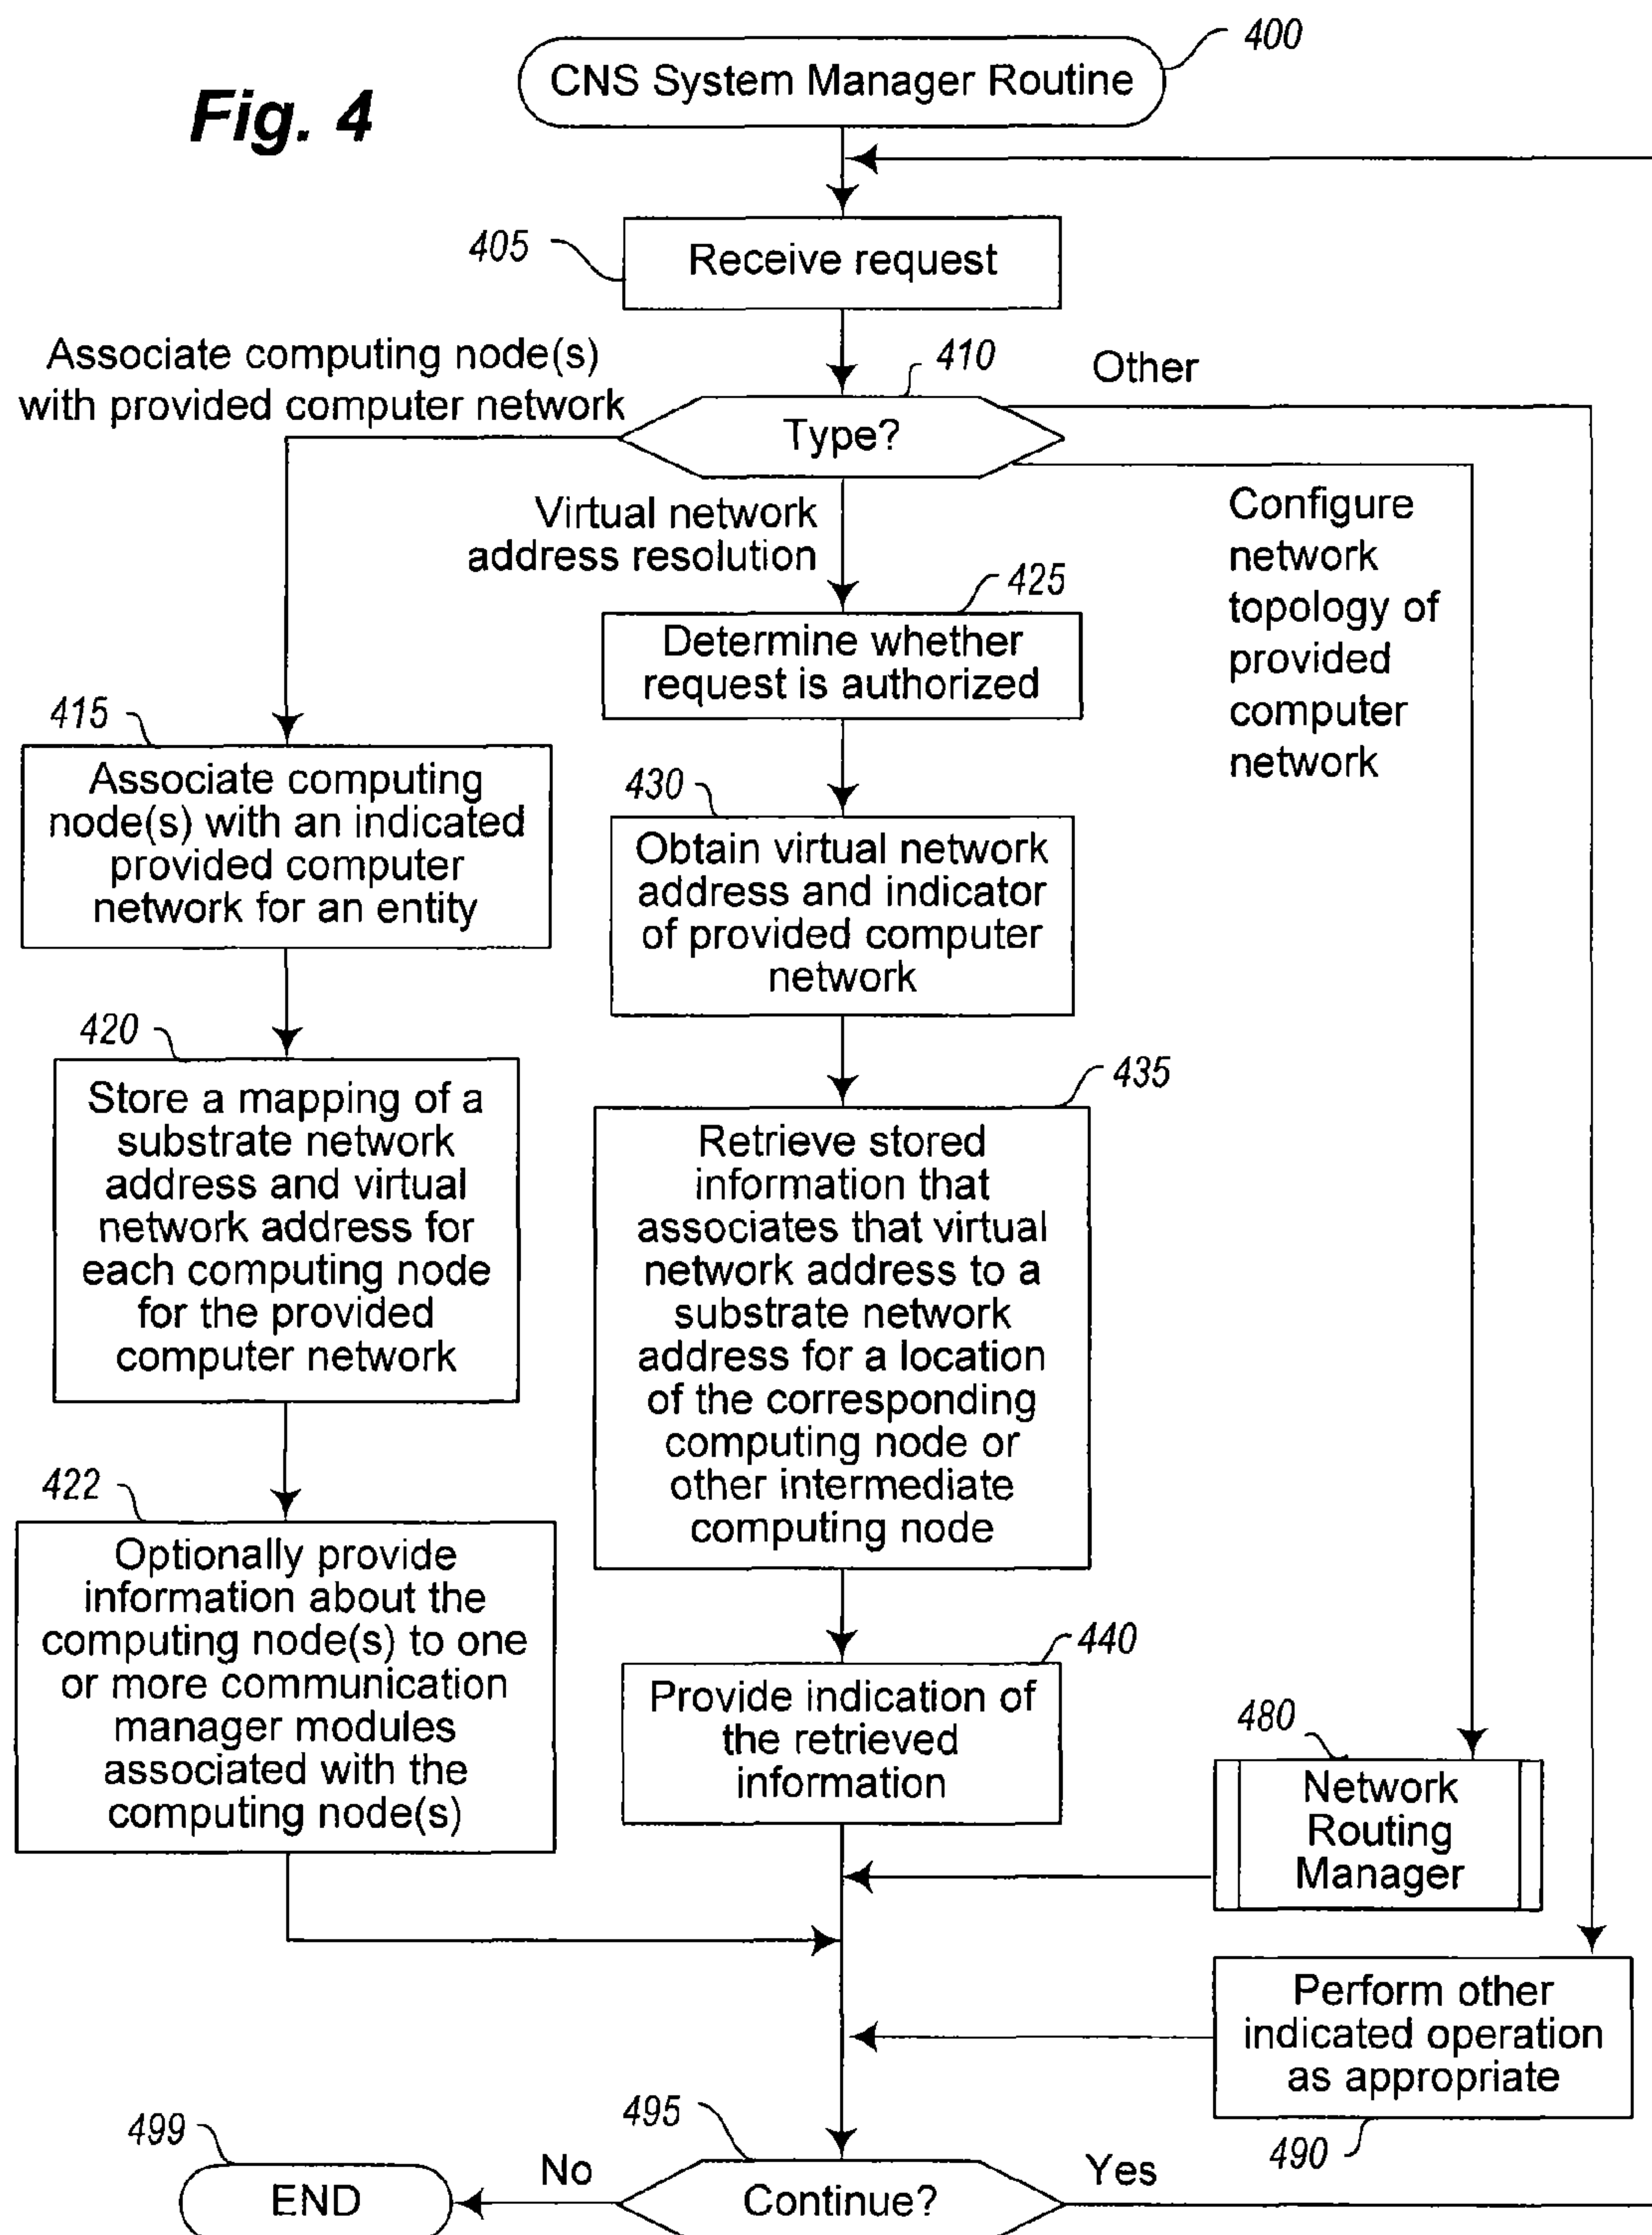 Fig. 4
CNS System Manager Routine
400
405
Receive request
Associate computing node(s)
with provided computer network
410
Other
Type?
Virtual network
address resolution
Configure
network
topology of
provided
computer
network
425
Determine whether
request is authorized
415
Associate computing
node(s) with an indicated
provided computer
network for an entity
430
Obtain virtual network
address and indicator
of provided computer
network
420
Store a mapping of a
substrate network
address and virtual
network address for
each computing node
for the provided
computer network
435
Retrieve stored
information that
associates that virtual
network address to a
substrate network
address for a location
of the corresponding
computing node or
other intermediate
computing node
422
Optionally provide
information about the
computing node(s) to one
or more communication
manager modules
associated with the
computing node(s)
440
Provide indication of
the retrieved
information
480
Network
Routing
Manager
Perform other
indicated operation
as appropriate
490
495
Continue?
Yes
No
499
END